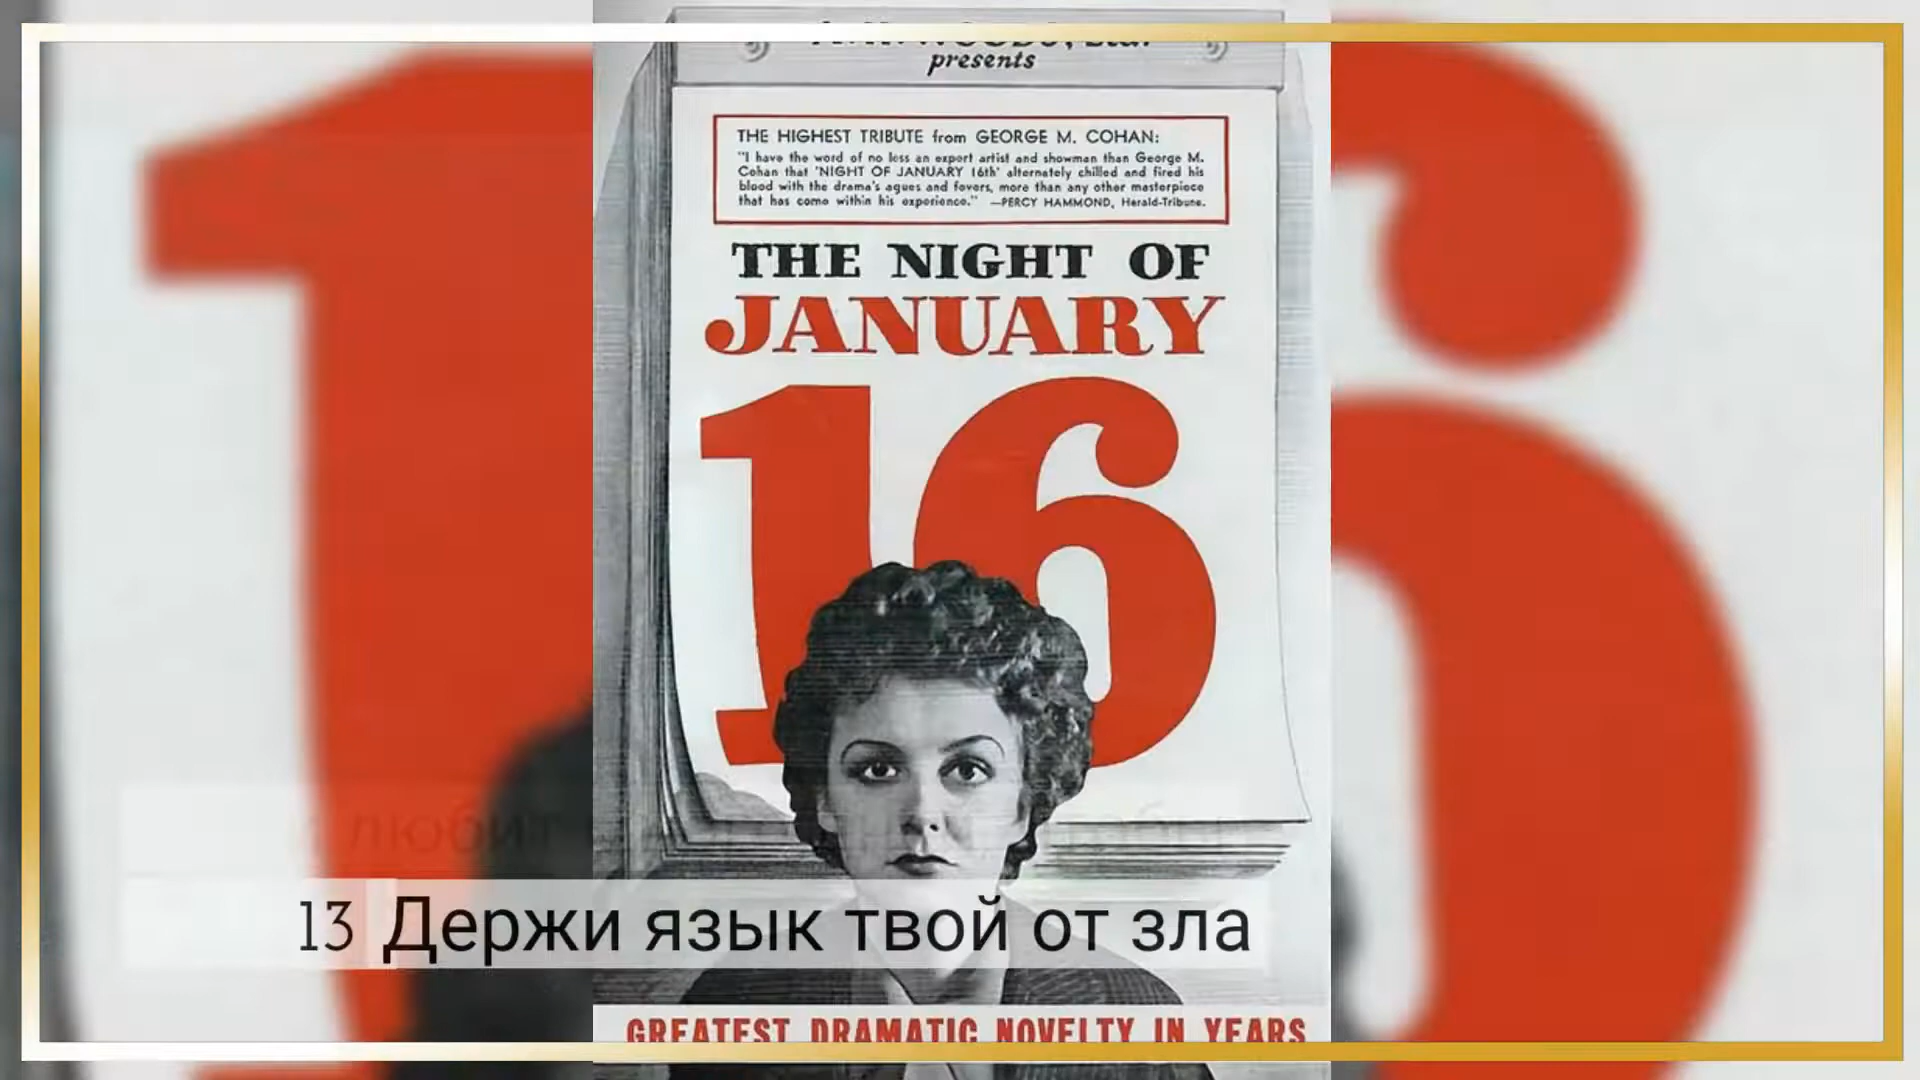 presents
THE HIGHEST TRIBUTE from GEORGE M. COHAN:
"I have the word of no less an expert artist and showman than George M.
Cohan that 'NIGHT OF JANUARY 16th' alternately chilled and fired his
blood with the drama's agues and fevers, more than any other masterpiece
that has come within his experience." —PERCY HAMMOND, Herald-Tribune.
THE NIGHT OF
JANUARY
16
любит
13 Держи язык твой от зла
GREATEST DRAMATIC NOVELTY IN YEARS